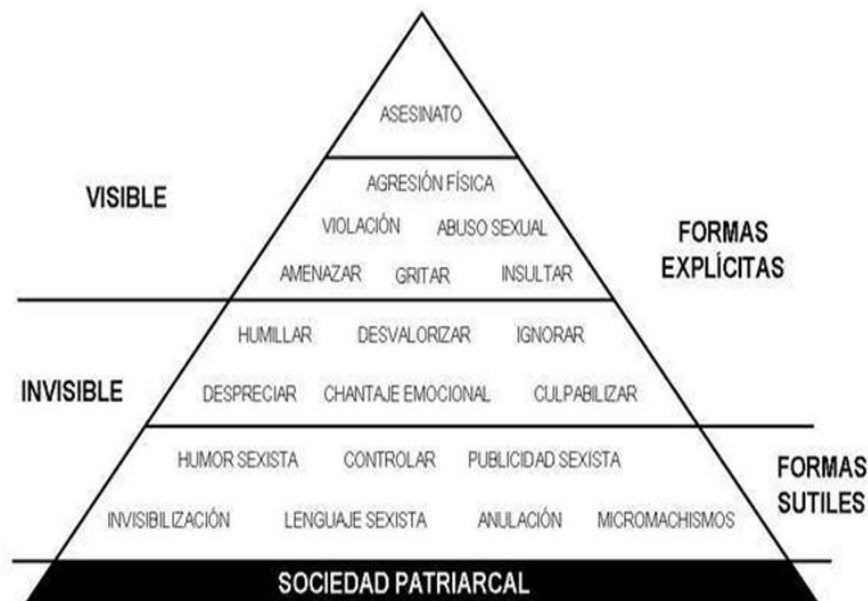 ASESINATO
VISIBLE
AGRESIÓN FÍSICA
VIOLACIÓN ABUSO SEXUAL
AMENAZAR GRITAR INSULTAR
FORMAS
EXPLÍCITAS
HUMILLAR DESVALORIZAR IGNORAR
INVISIBLE
DESPRECIAR CHANTAJE EMOCIONAL CULPABILIZAR
HUMOR SEXISTA CONTROLAR PUBLICIDAD SEXISTA
INVISIBILIZACIÓN LENGUAJE SEXISTA ANULACIÓN MICROMACHISMOS
FORMAS
SUTILES
SOCIEDAD PATRIARCAL